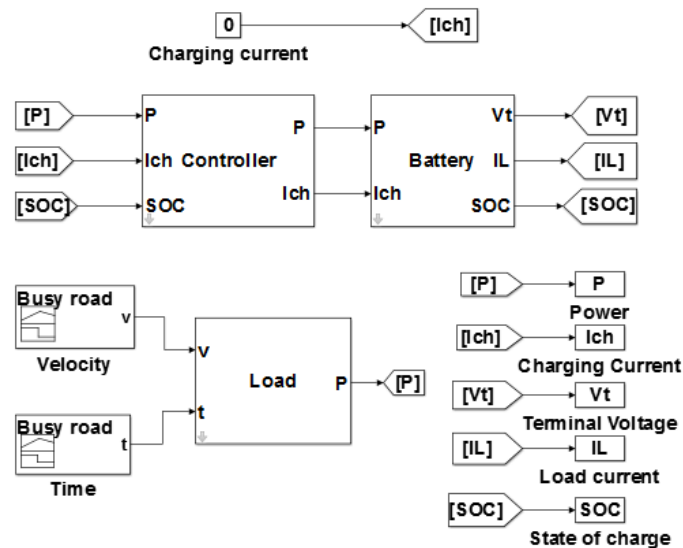 0
[Ich]
Charging current
[P]
[Ich]
[SOC]
P
Ich Controller
SOC
P
Ich
P
Ich
Battery
Vt
IL
SOC
[Vt]
[IL]
[SOC]
Busy road
v
Velocity
Busy road
t
Time
v
t
Load
P
[P]
[P]
P
Power
[Ich]
Ich
Charging Current
[Vt]
Vt
Terminal Voltage
[IL]
IL
Load current
[SOC]
SOC
State of charge